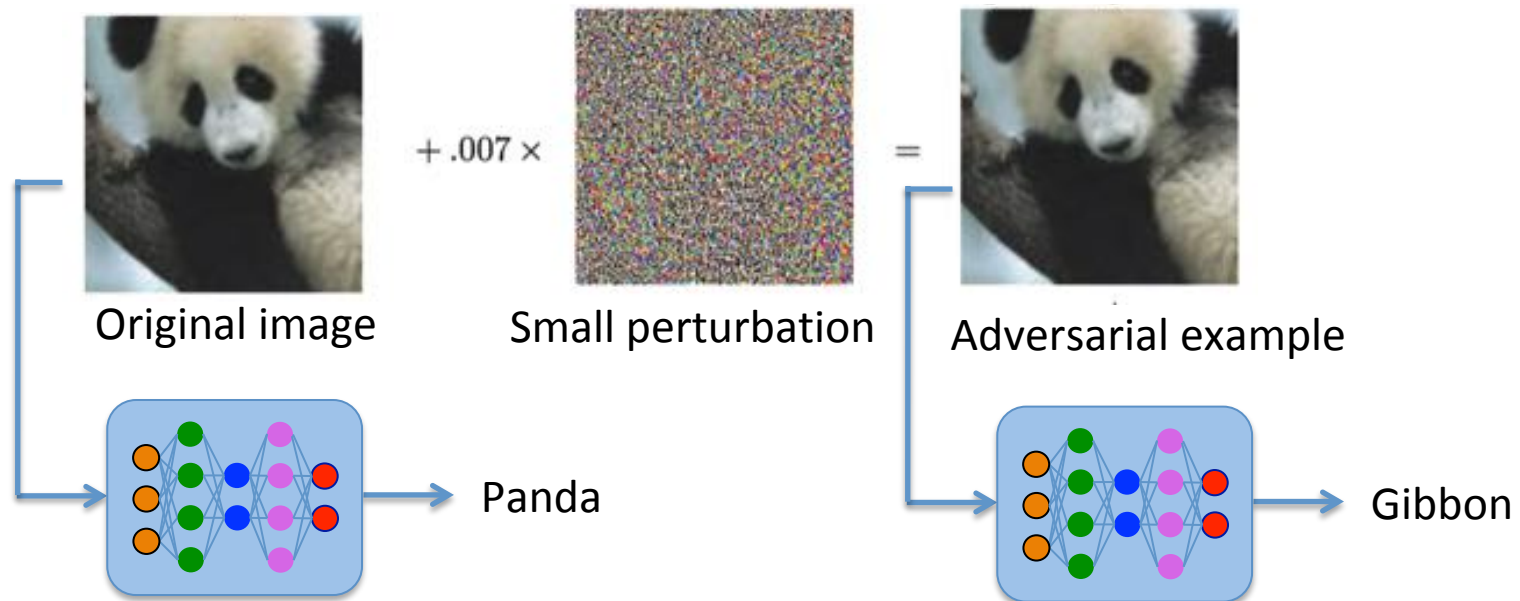 + .007 × =
Original image Small perturbation Adversarial example
Panda Gibbon